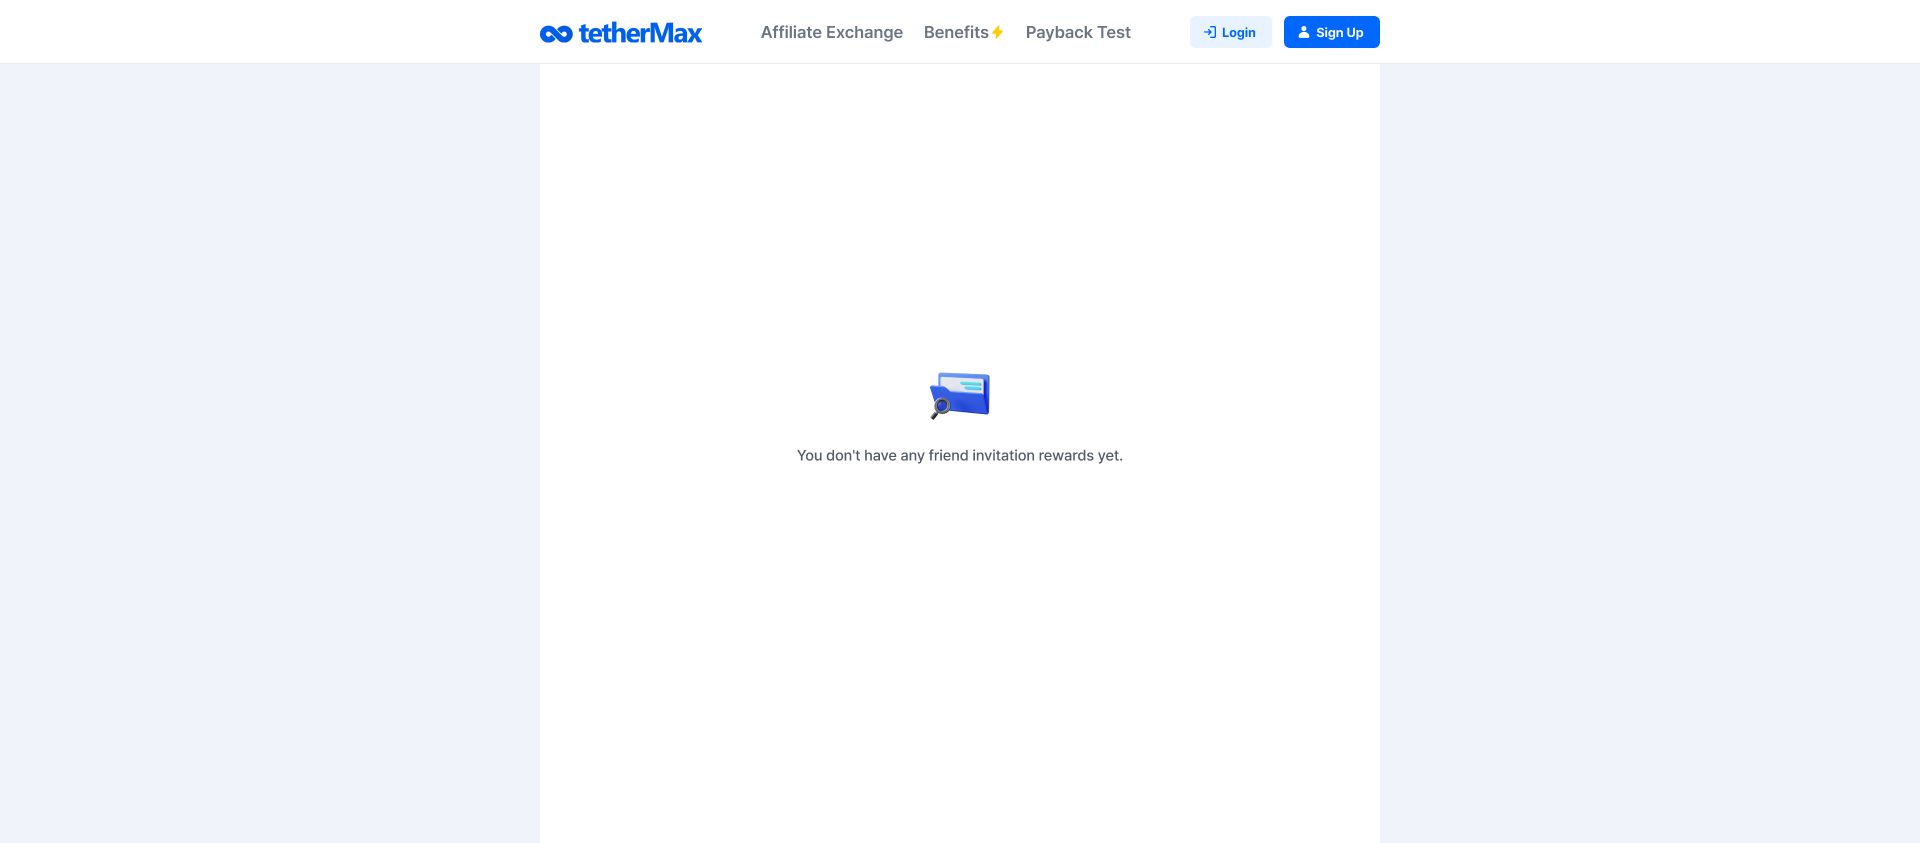 tetherMax
Affiliate Exchange
Benefits
Payback Test
Login
Sign Up
You don't have any friend invitation rewards yet.